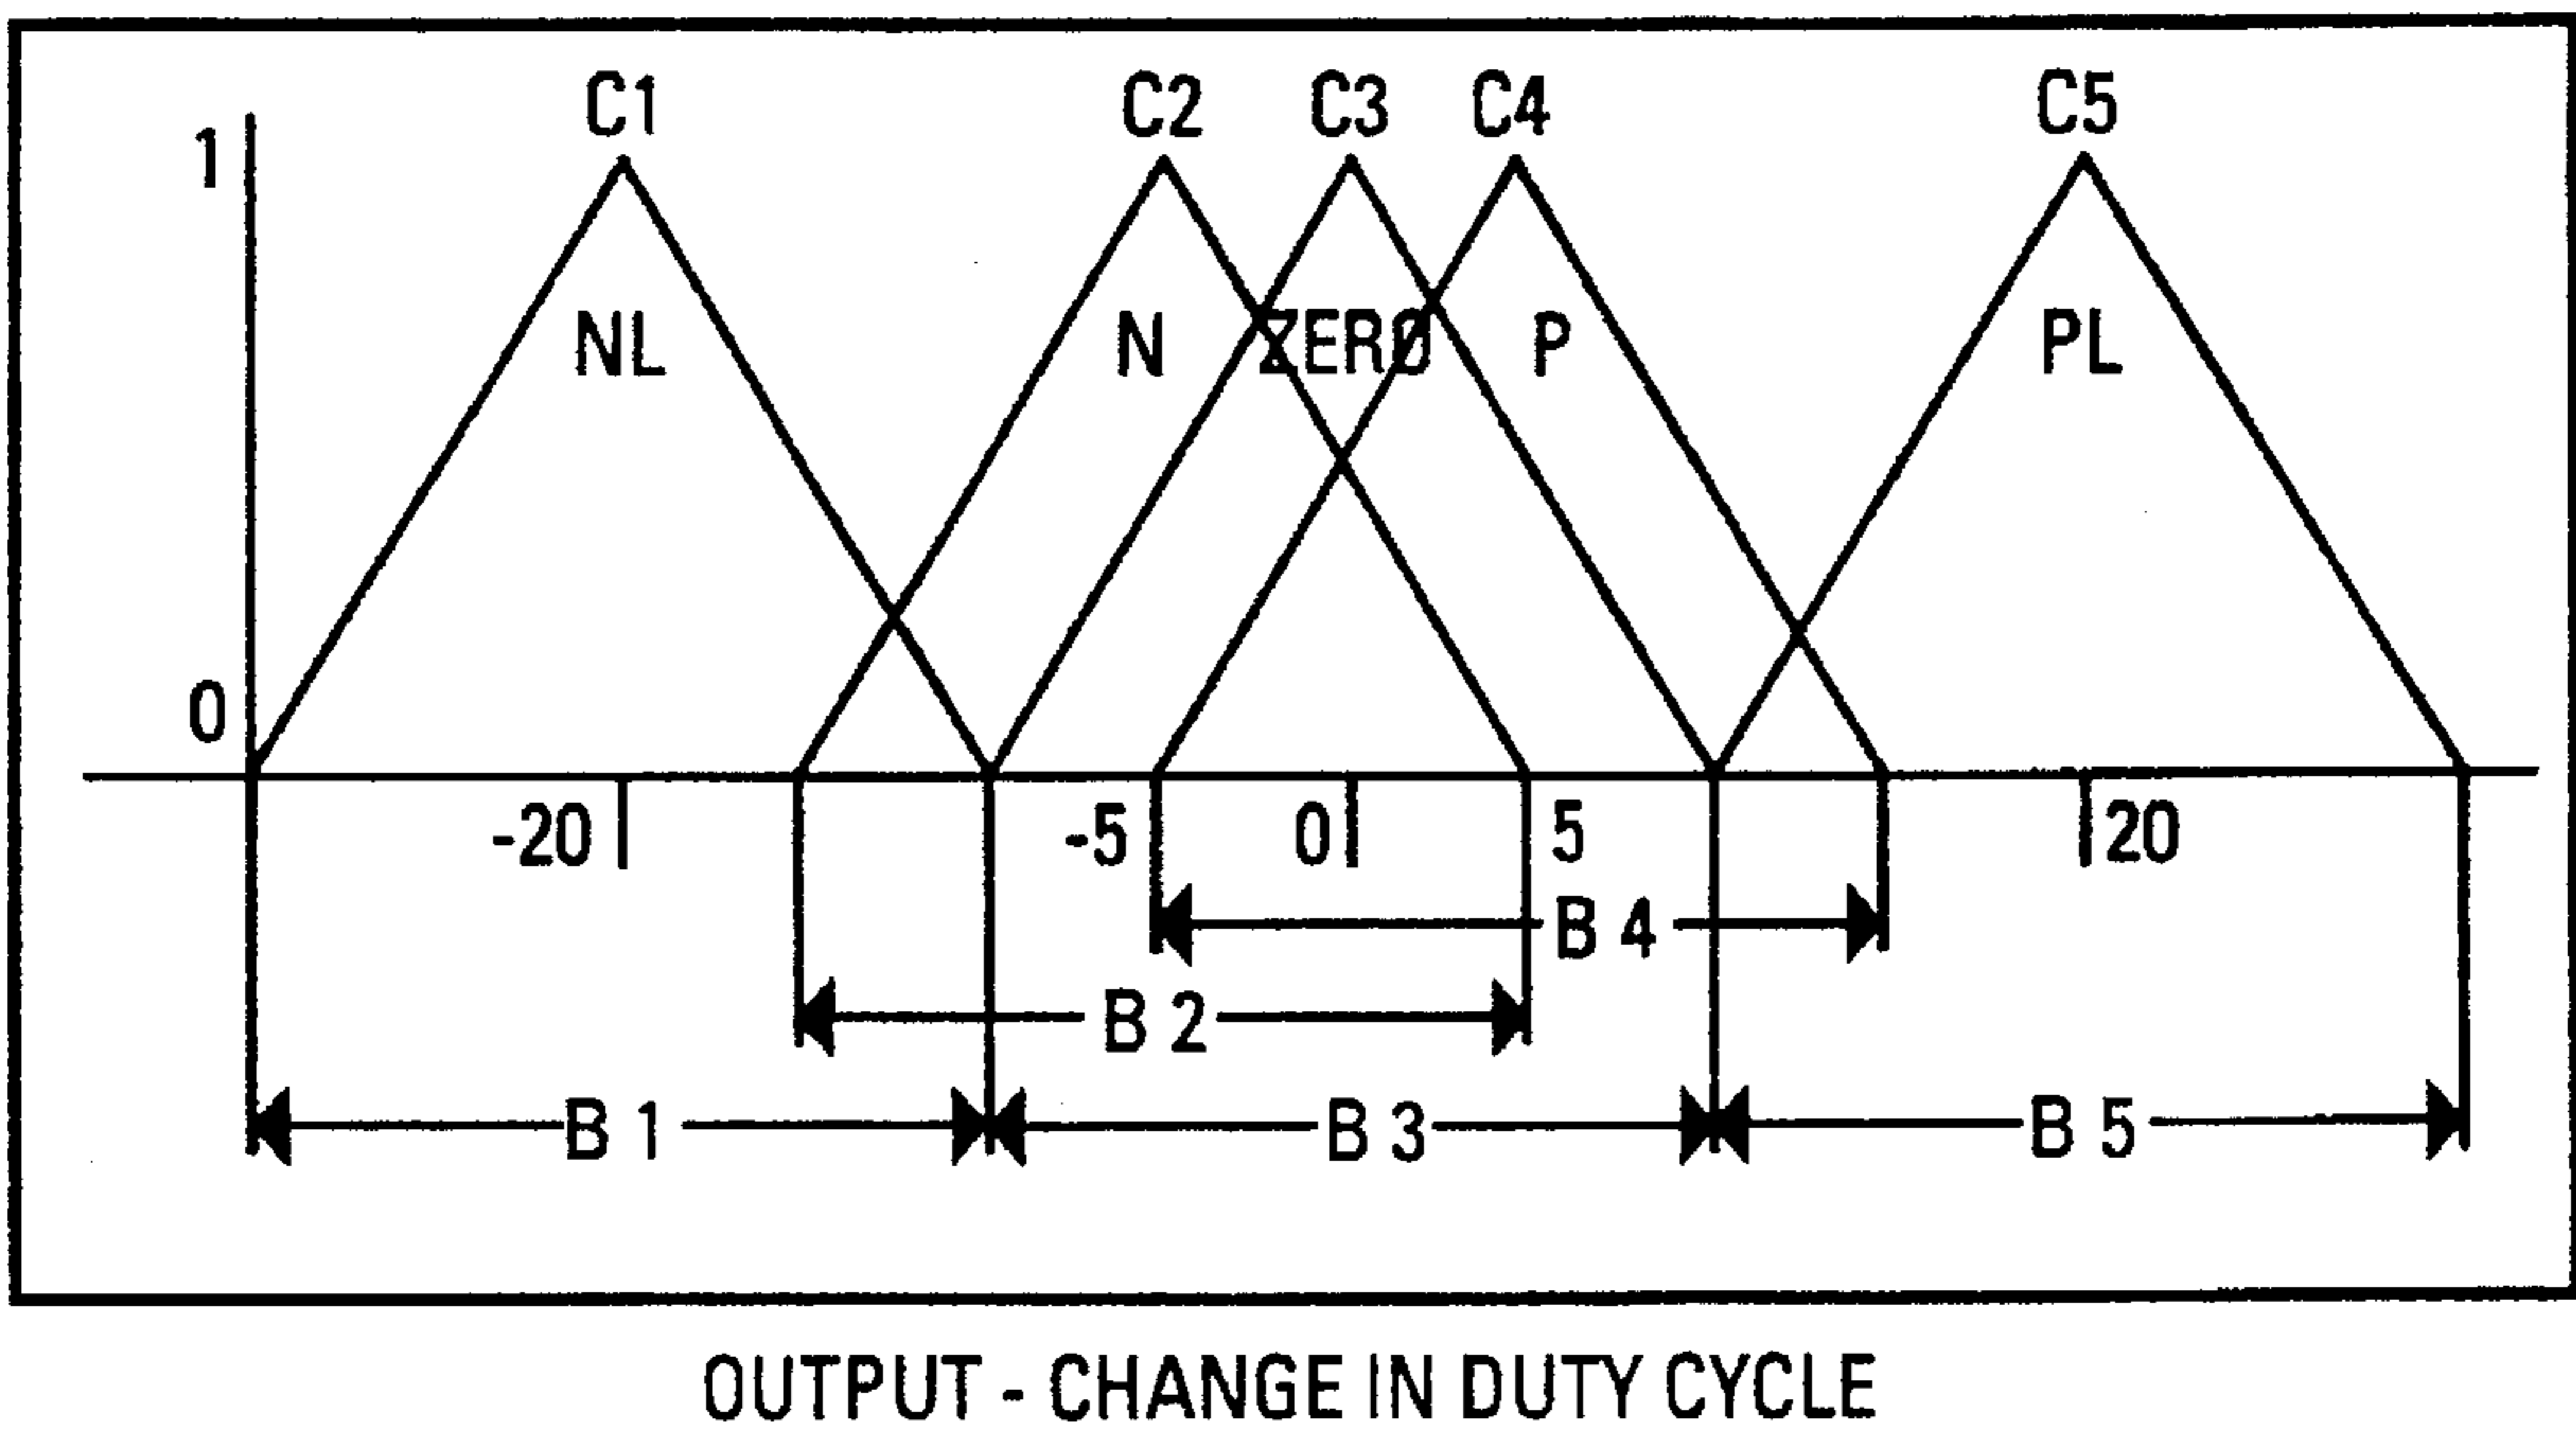 C1 C2 C3 C4 C5
1
NL N ZERO P PL
0
-20 -5 0 5 20
B 4
B 2
B 1 B 3 B 5
OUTPUT - CHANGE IN DUTY CYCLE